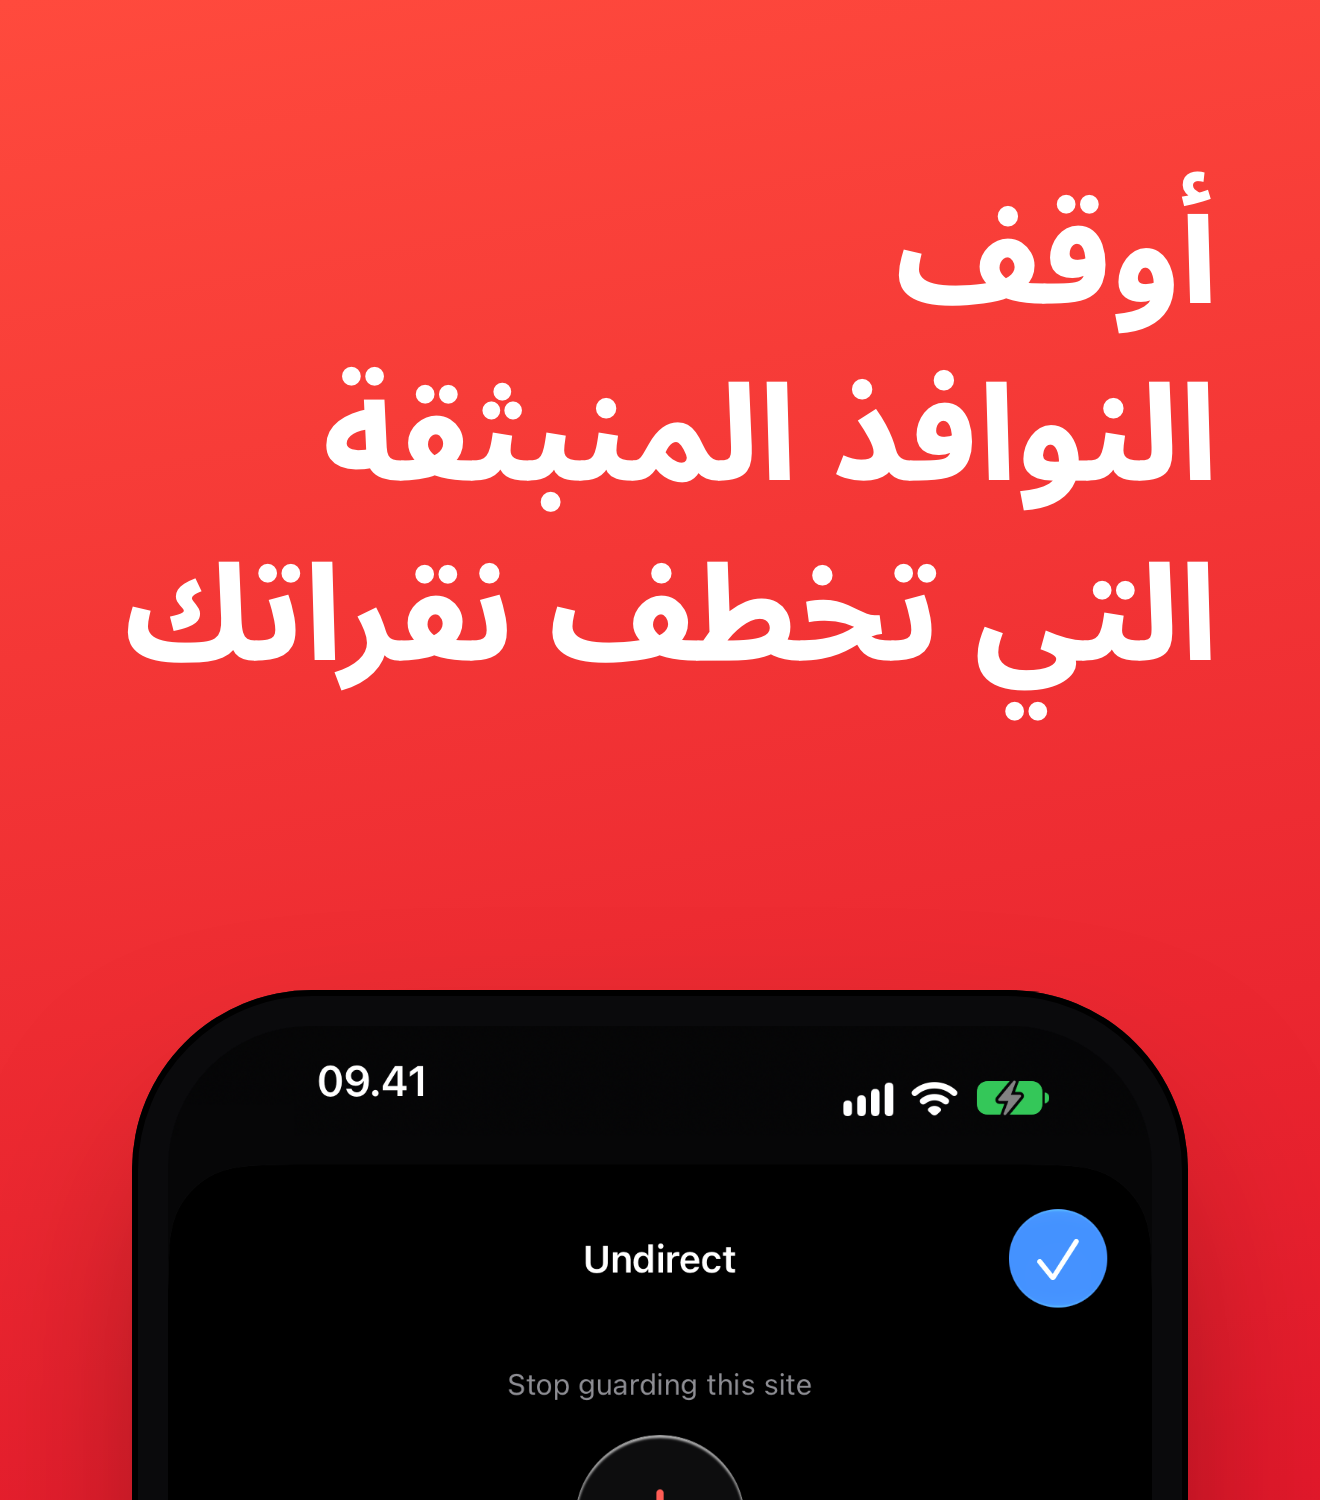 أوقف
النوافذ المنبثقة
التي تخطف نقراتك
09.41
Undirect
Stop guarding this site